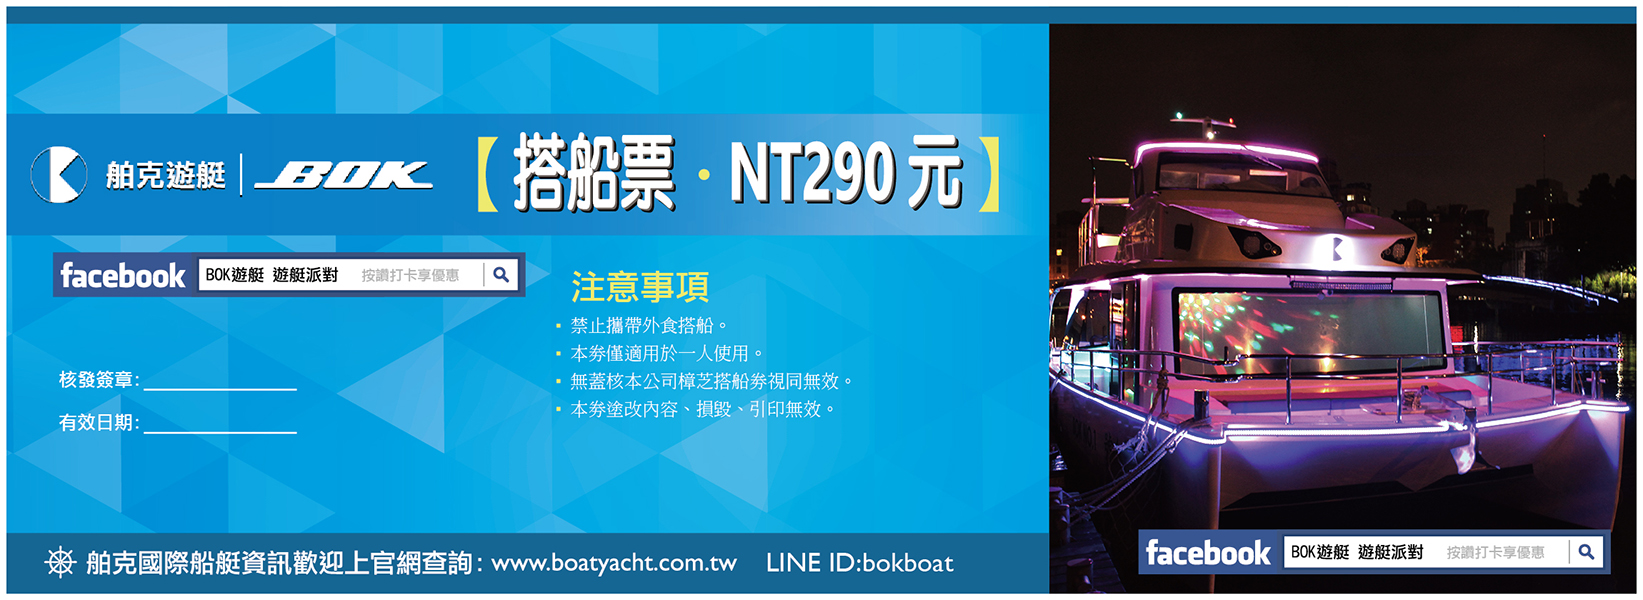 舶克遊艇 BOK
【搭船票·NT290元】
facebook BOK遊艇 遊艇派對 按讚打卡享優惠
注意事項
· 禁止攜帶外食搭船。
· 本券僅適用於一人使用。
· 無蓋核本公司樟芝搭船券視同無效。
· 本券塗改內容、損毀、引印無效。
核發簽章:
有效日期:
舶克國際船艇資訊歡迎上官網查詢: www.boatyacht.com.tw LINE ID:bokboat
facebook BOK遊艇 遊艇派對 按讚打卡享優惠